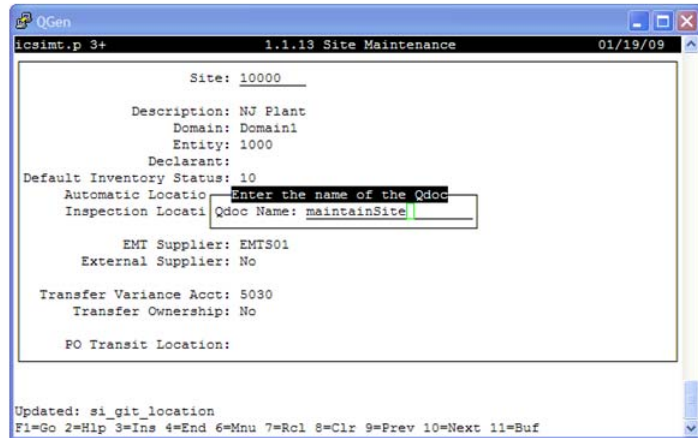 QGen
icsimt.p 3+ 1.1.13 Site Maintenance 01/19/09
Site: 10000
Description: NJ Plant
Domain: Domain1
Entity: 1000
Declarant:
Default Inventory Status: 10
Automatic Locatio Enter the name of the Qdoc
Inspection Locati Qdoc Name: maintainSite
EMT Supplier: EMTS01
External Supplier: No
Transfer Variance Acct: 5030
Transfer Ownership: No
PO Transit Location:
Updated: si_git_location
F1=Go 2=Hlp 3=Ins 4=End 6=Mnu 7=Rcl 8=Clr 9=Prev 10=Next 11=Buf